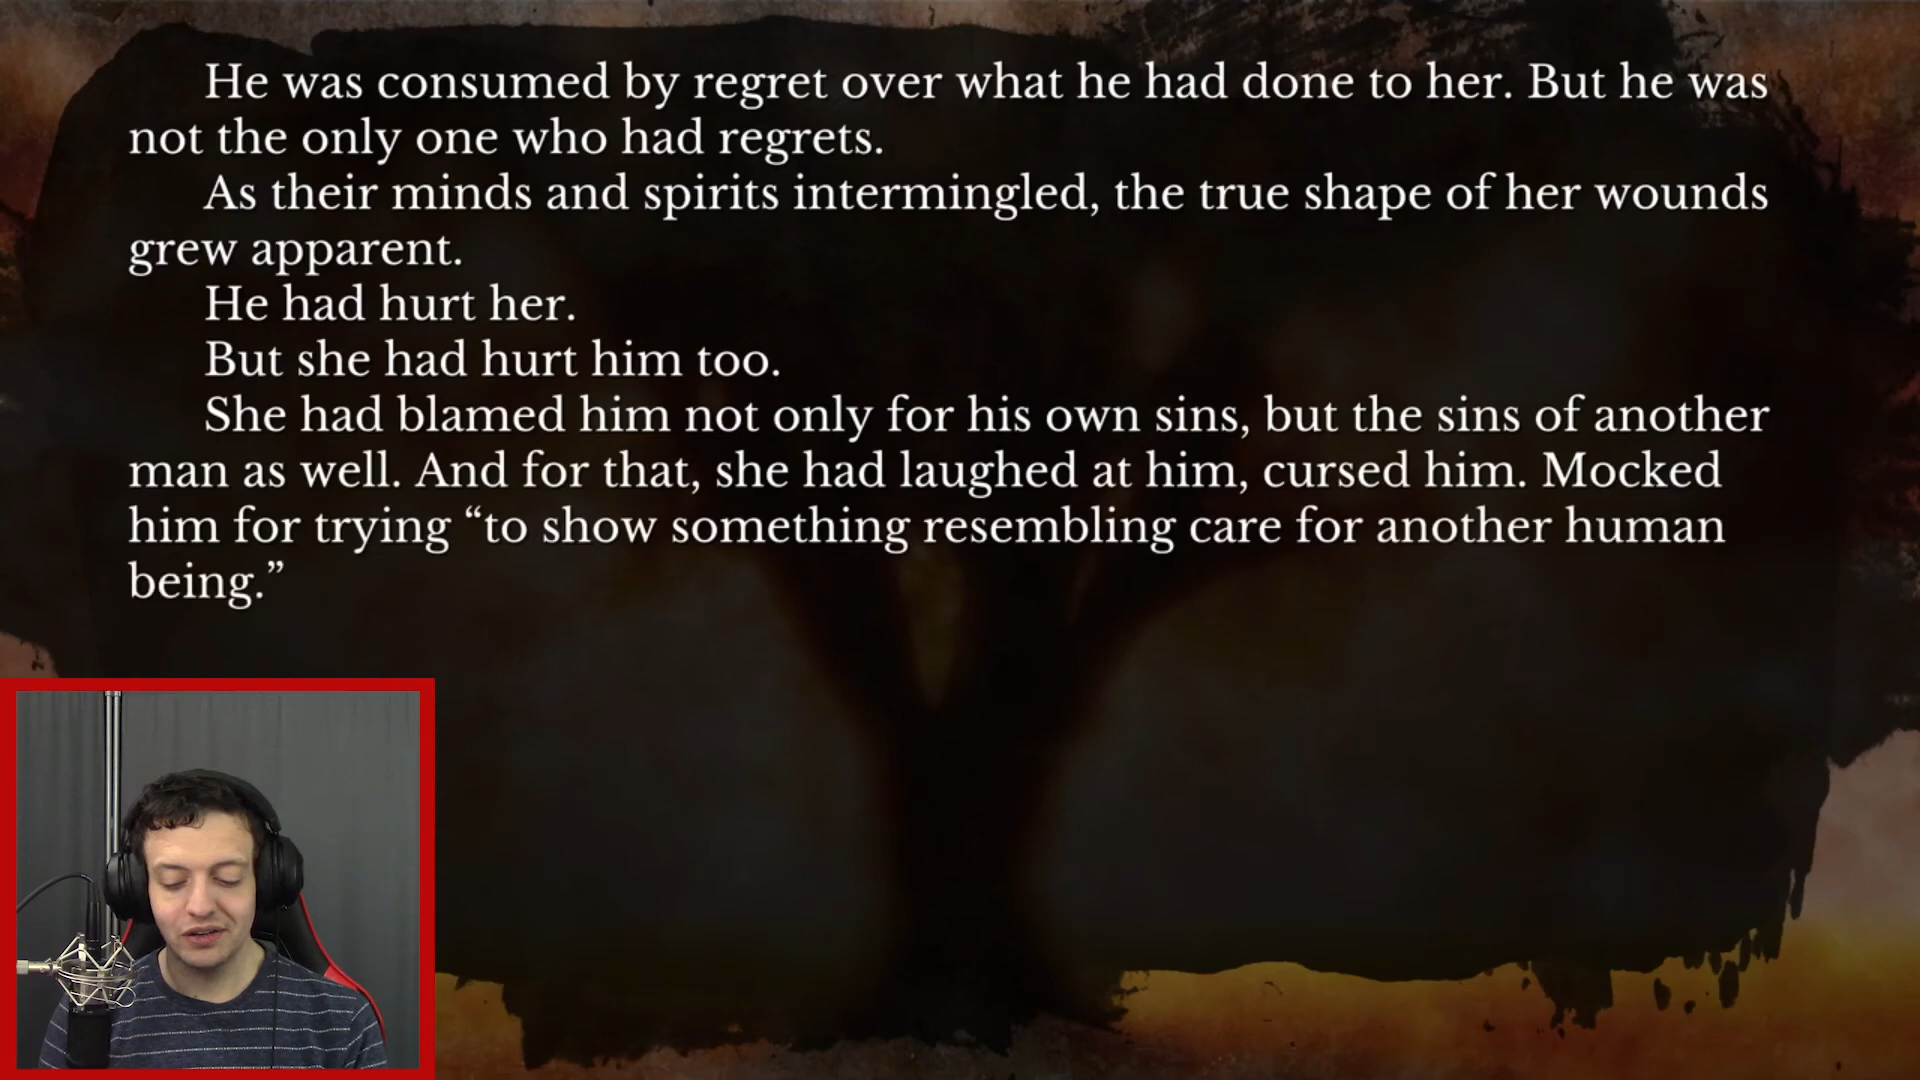 He was consumed by regret over what he had done to her. But he was
not the only one who had regrets.
As their minds and spirits intermingled, the true shape of her wounds
grew apparent.
He had hurt her.
But she had hurt him too.
She had blamed him not only for his own sins, but the sins of another
man as well. And for that, she had laughed at him, cursed him. Mocked
him for trying “to show something resembling care for another human
being.”